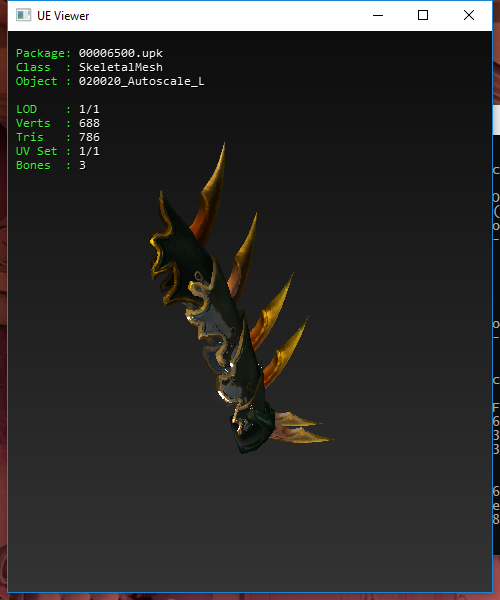 UE Viewer
Package: 00006500.upk
Class  : SkeletalMesh
Object : 020020_Autoscale_L
LOD    : 1/1
Verts  : 688
Tris   : 786
UV Set : 1/1
Bones  : 3